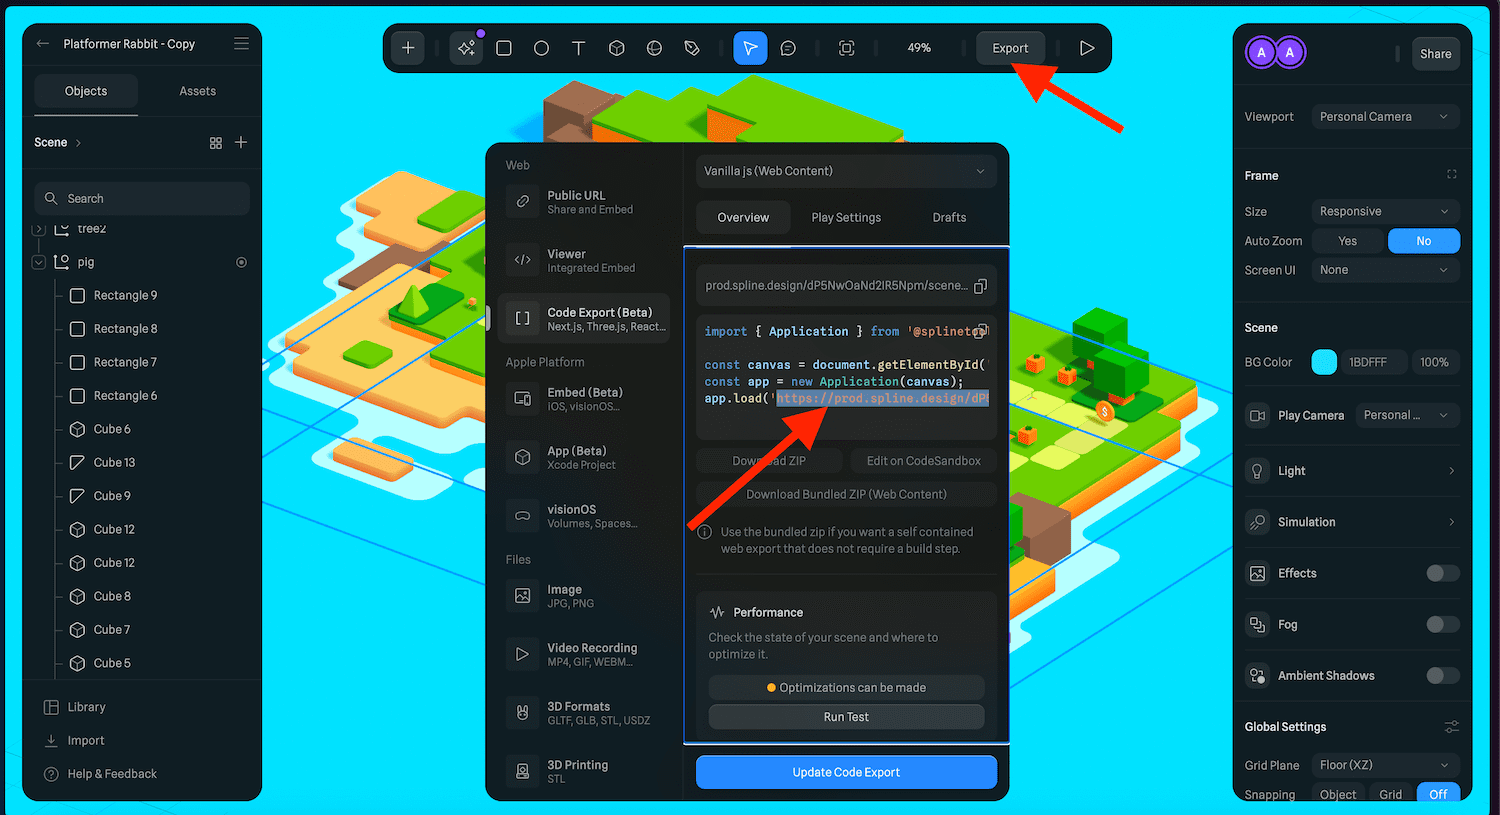 Platformer Rabbit - Copy
Objects
Assets
Scene
Search
tree2
pig
Rectangle 9
Rectangle 8
Rectangle 7
Rectangle 6
Cube 6
Cube 13
Cube 9
Cube 12
Cube 12
Cube 8
Cube 7
Cube 5
Library
Import
Help & Feedback
T
49%
Export
Web
Public URL
Share and Embed
Viewer
Integrated Embed
Code Export (Beta)
Next.js, Three.js, React...
Apple Platform
Embed (Beta)
iOS, visionOS...
App (Beta)
Xcode Project
visionOS
Volumes, Spaces...
Files
Image
JPG, PNG
Video Recording
MP4, GIF, WEBM...
3D Formats
GLTF, GLB, STL, USDZ
3D Printing
STL
Vanilla js (Web Content)
Overview
Play Settings
Drafts
prod.spline.design/dP5NwOaNd2IR5Npm/scene...
import { Application } from '@splinetool
const canvas = document.getElementById('
const app = new Application(canvas);
app.load('https://prod.spline.design/dP5
Download ZIP
Edit on CodeSandbox
Download Bundled ZIP (Web Content)
Use the bundled zip if you want a self contained
web export that does not require a build step.
Performance
Check the state of your scene and where to
optimize it.
Optimizations can be made
Run Test
Update Code Export
A
A
Share
Viewport
Personal Camera
Frame
Size
Responsive
Auto Zoom
Yes
No
Screen UI
None
Scene
BG Color
1BDFFF
100%
Play Camera
Personal ...
Light
Simulation
Effects
Fog
Ambient Shadows
Global Settings
Grid Plane
Floor (XZ)
Snapping
Object
Grid
Off